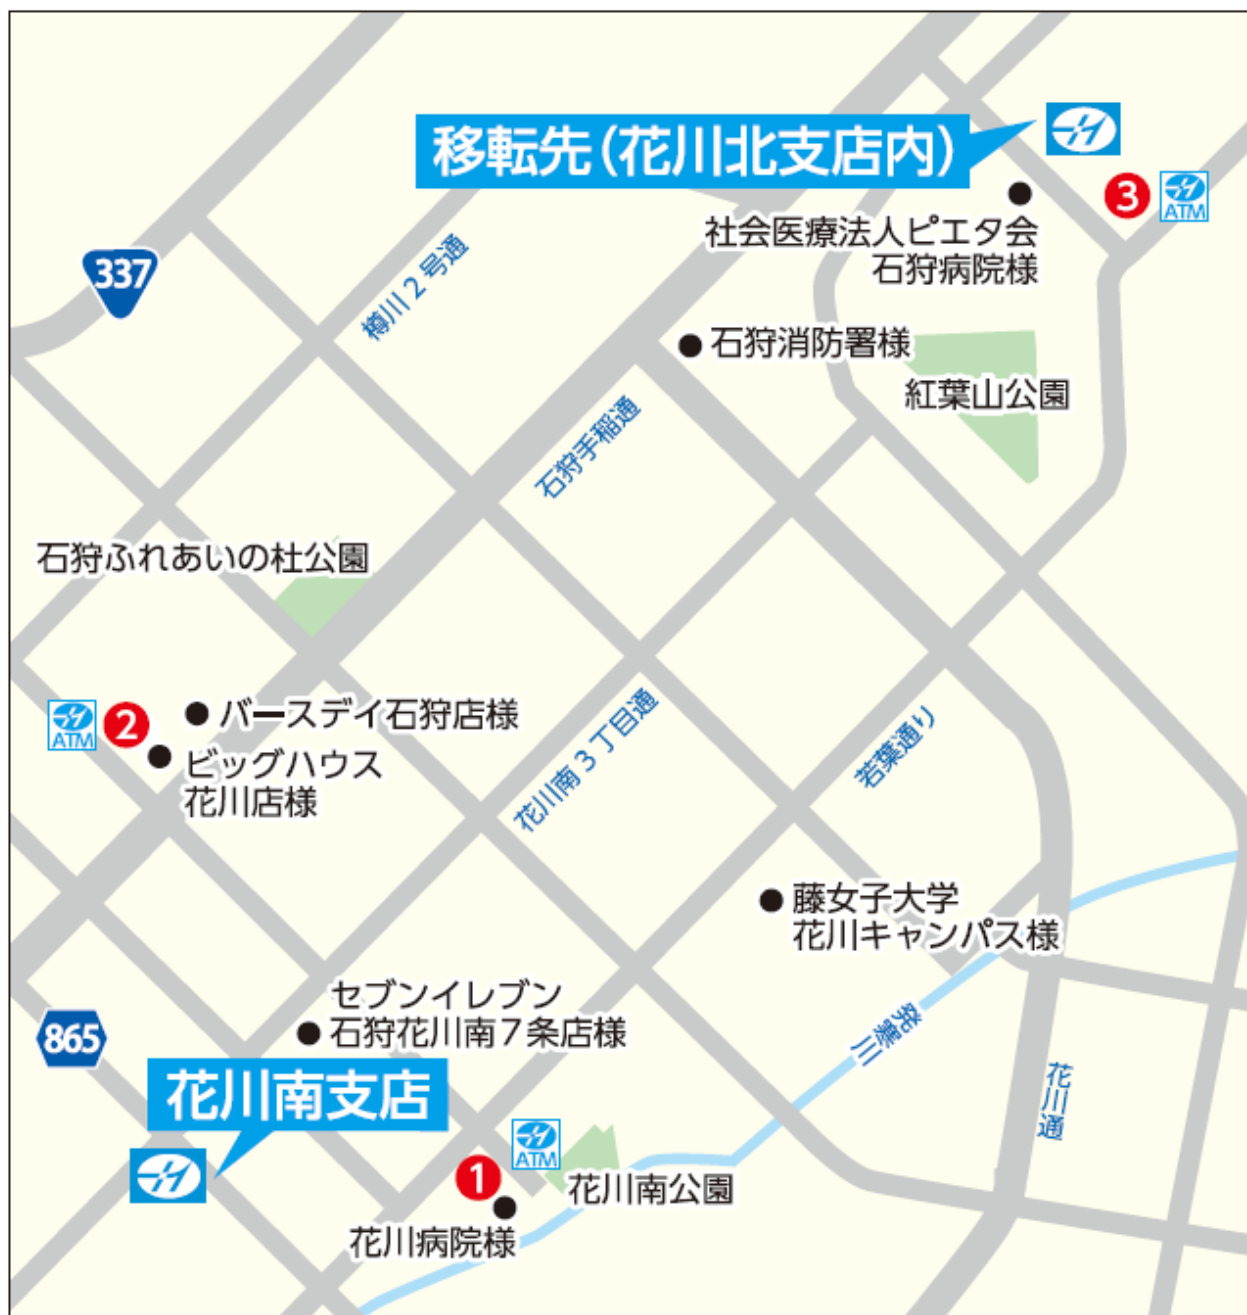 移転先(花川北支店内)
3
ATM
社会医療法人ピエタ会
石狩病院様
337
樽川2号通
石狩消防署様
紅葉山公園
石狩手稲通
石狩ふれあいの杜公園
ATM
2
バースデイ石狩店様
ビッグハウス
花川店様
花川南3丁目通
若葉通り
藤女子大学
花川キャンパス様
セブンイレブン
石狩花川南7条店様
発寒川
865
花川通
花川南支店
ATM
1
花川南公園
花川病院様